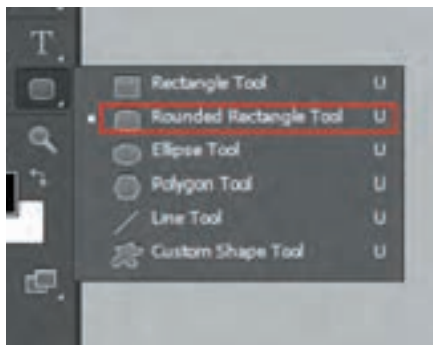 T
Rectangle Tool U
Rounded Rectangle Tool U
Ellipse Tool U
Polygon Tool U
Line Tool U
Custom Shape Tool U